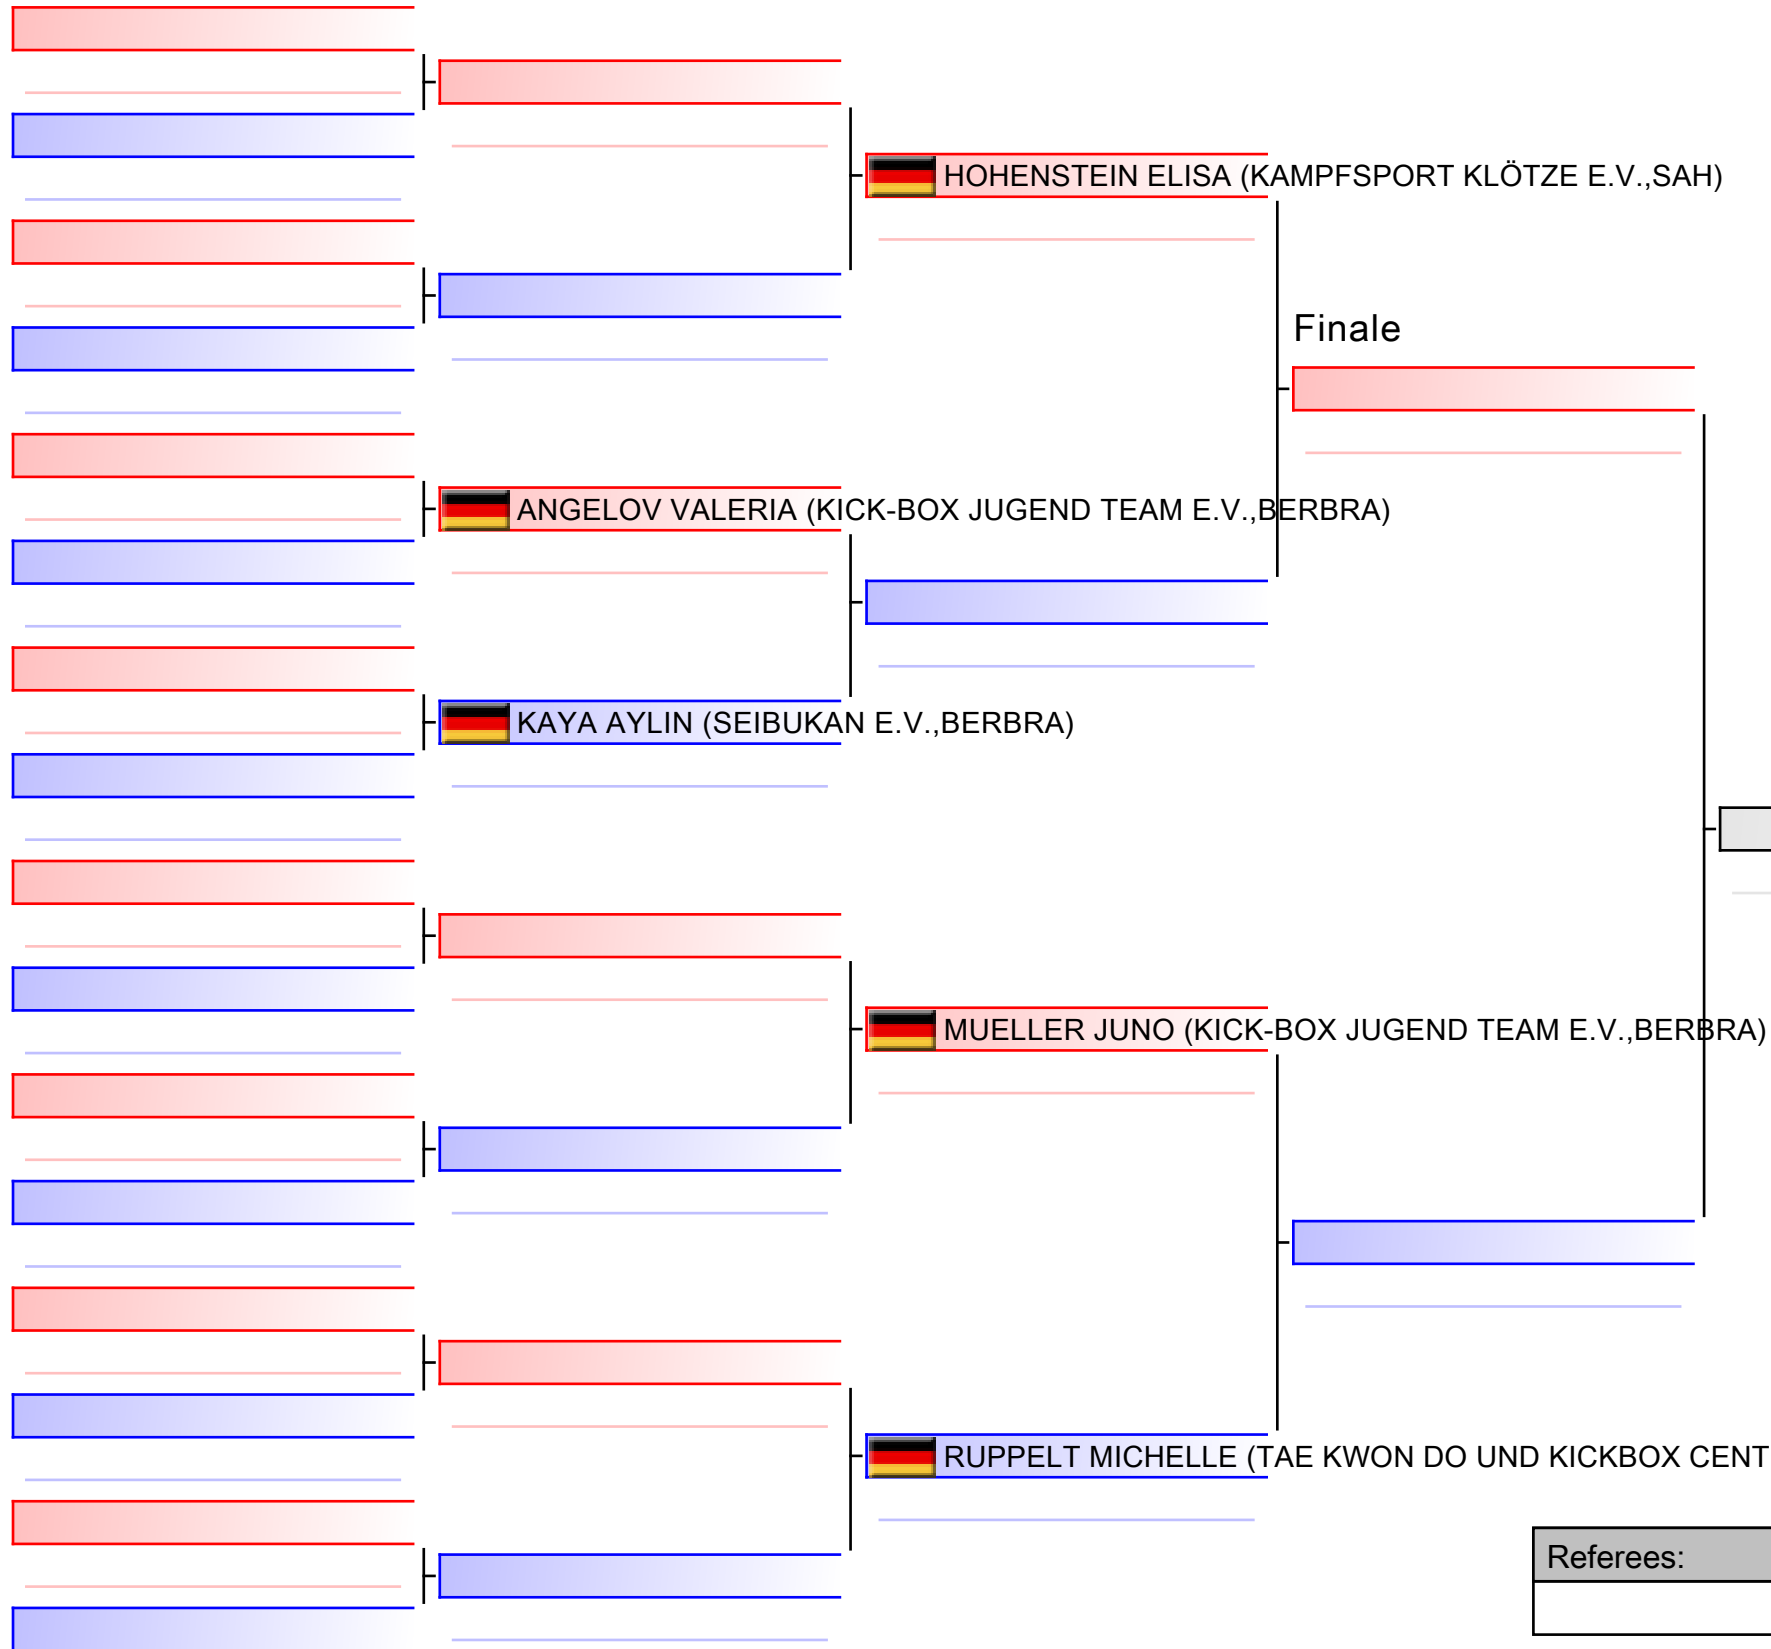 HOHENSTEIN ELISA (KAMPFSPORT KLÖTZE E.V.,SAH)
Finale
ANGELOV VALERIA (KICK-BOX JUGEND TEAM E.V.,BERBRA)
KAYA AYLIN (SEIBUKAN E.V.,BERBRA)
MUELLER JUNO (KICK-BOX JUGEND TEAM E.V.,BERBRA)
RUPPELT MICHELLE (TAE KWON DO UND KICKBOX CENT
Referees: